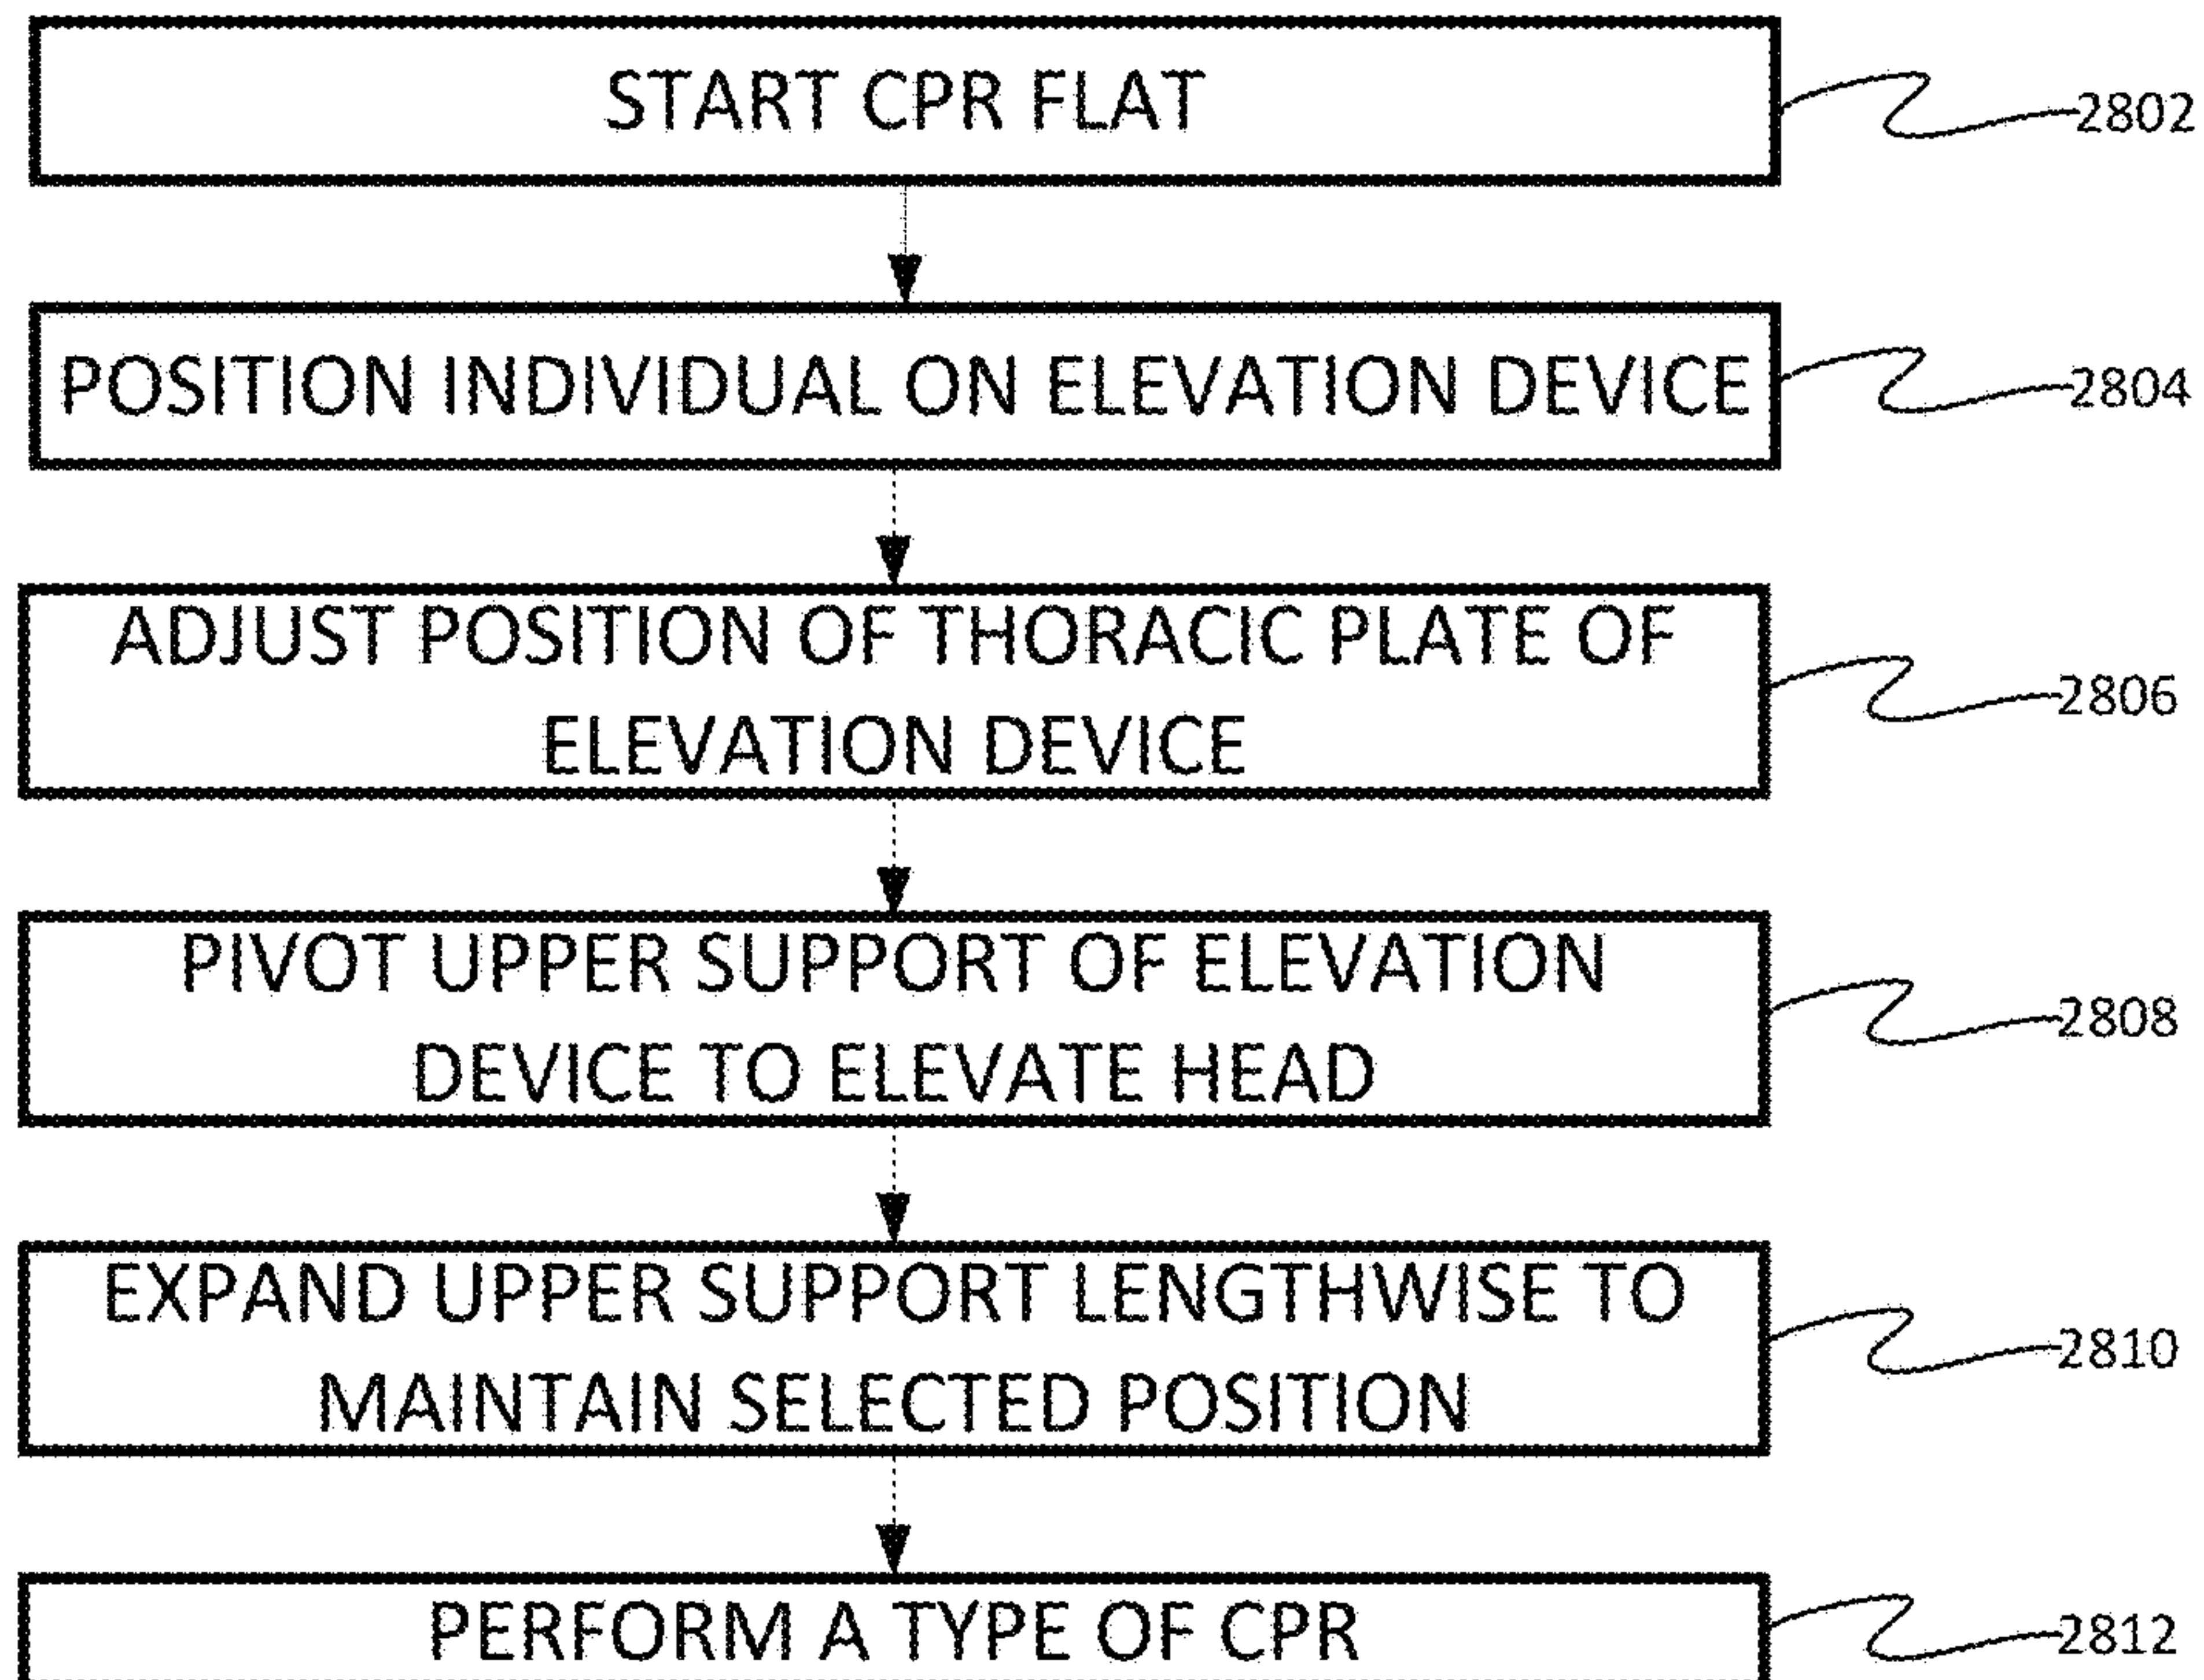 START CPR FLAT
2802
POSITION INDIVIDUAL ON ELEVATION DEVICE
2804
ADJUST POSITION OF THORACIC PLATE OF
ELEVATION DEVICE
2806
PIVOT UPPER SUPPORT OF ELEVATION
DEVICE TO ELEVATE HEAD
2808
EXPAND UPPER SUPPORT LENGTHWISE TO
MAINTAIN SELECTED POSITION
2810
PERFORM A TYPE OF CPR
2812